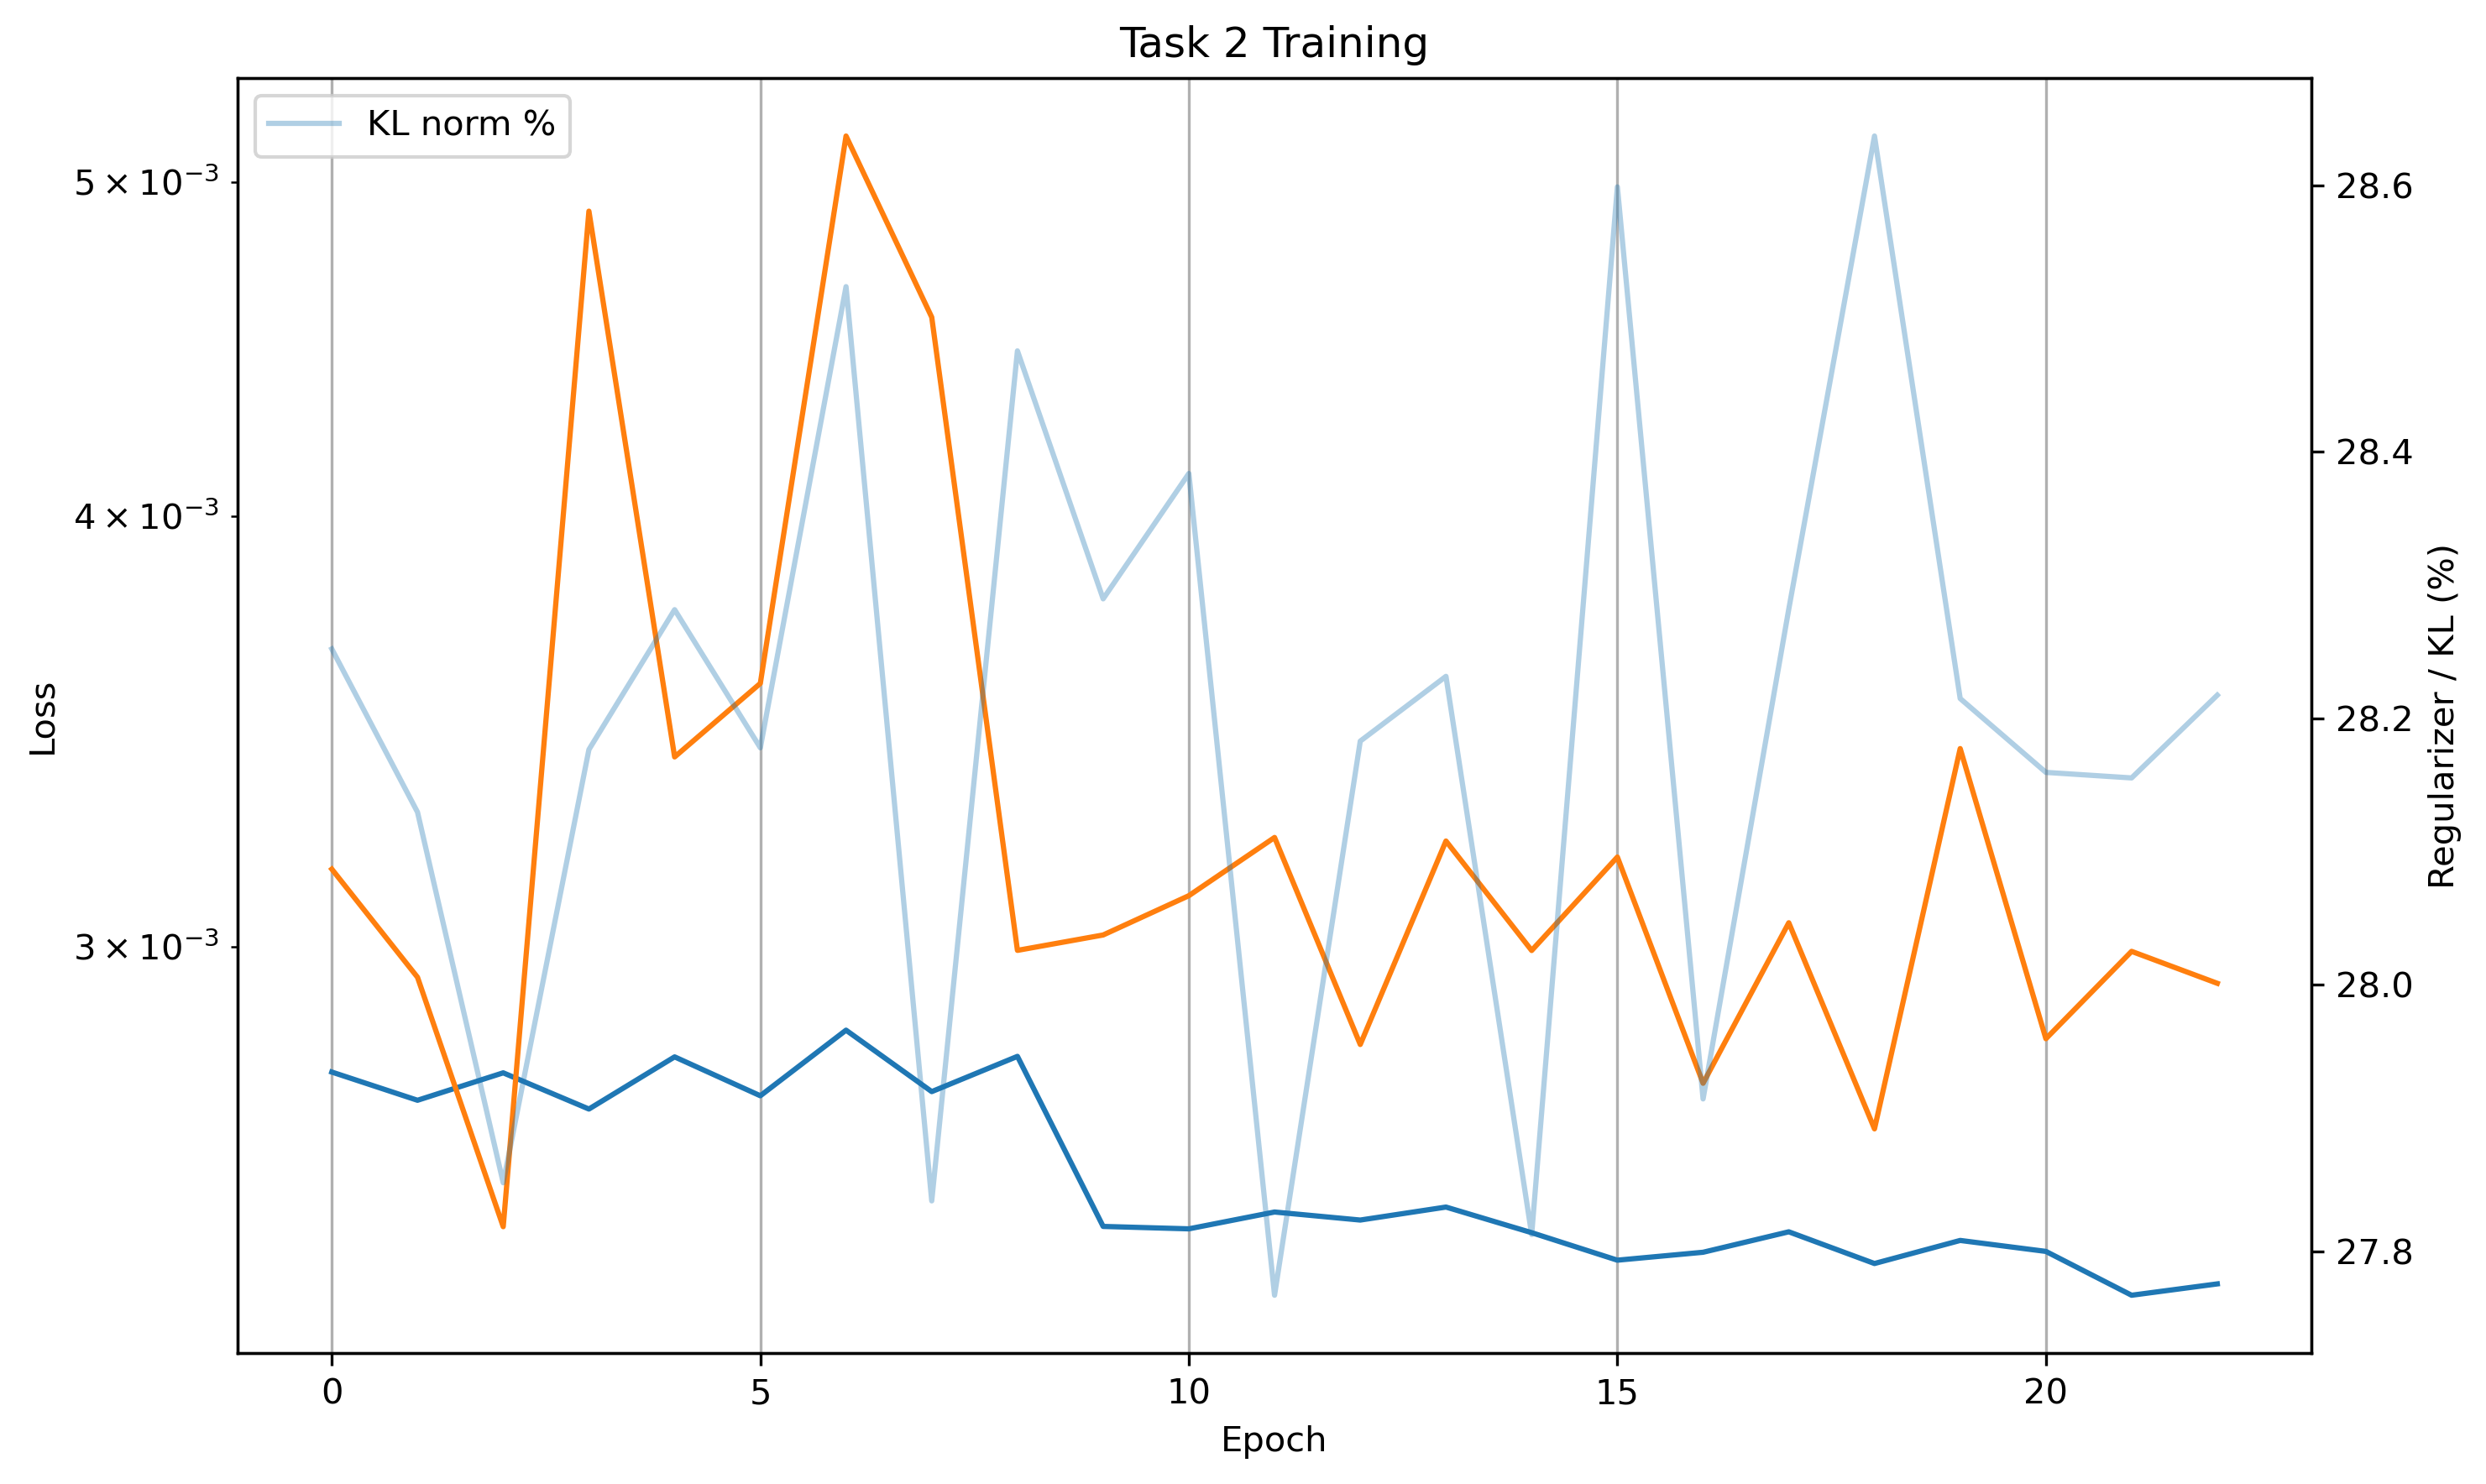 Task 2 Training
KL norm %
5 × 10⁻³
4 × 10⁻³
3 × 10⁻³
Loss
28.6
28.4
28.2
28.0
27.8
Regularizer / KL (%)
0 5 10 15 20
Epoch